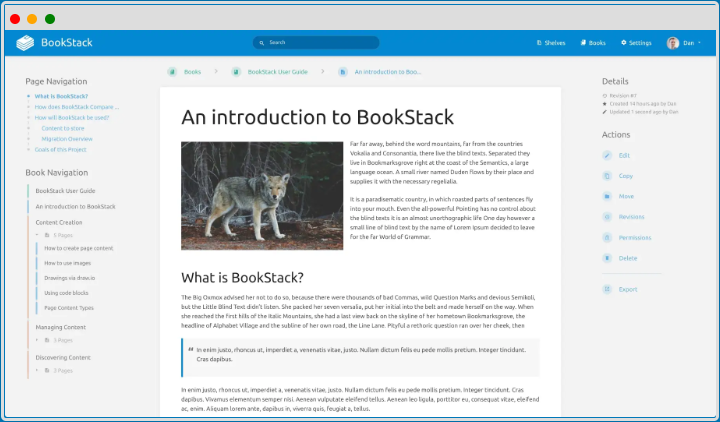 BookStack
Search
Shelves
Books
Settings
Dan
Page Navigation
What is BookStack?
How does BookStack Compare ...
How will BookStack be used?
Content to store
Migration Overview
Goals of this Project
Book Navigation
BookStack User Guide
An introduction to BookStack
Content Creation
5 Pages
How to create page content
How to use images
Drawings via draw.io
Using code blocks
Page Content Types
Managing Content
3 Pages
Discovering Content
2 Pages
Books
BookStack User Guide
An introduction to Boo...
An introduction to BookStack
Far far away, behind the word mountains, far from the countries
Vokalia and Consonantia, there live the blind texts. Separated they
live in Bookmarksgrove right at the coast of the Semantics, a large
language ocean. A small river named Duden flows by their place and
supplies it with the necessary regelialia.
It is a paradisematic country, in which roasted parts of sentences fly
into your mouth. Even the all-powerful Pointing has no control about
the blind texts it is an almost unorthographic life One day however a
small line of blind text by the name of Lorem Ipsum decided to leave
for the far World of Grammar.
What is BookStack?
The Big Oxmox advised her not to do so, because there were thousands of bad Commas, wild Question Marks and devious Semikoli,
but the Little Blind Text didn't listen. She packed her seven versalia, put her initial into the belt and made herself on the way. When
she reached the first hills of the Italic Mountains, she had a last view back on the skyline of her hometown Bookmarksgrove, the
headline of Alphabet Village and the subline of her own road, the Line Lane. Pityful a rethoric question ran over her cheek, then
In enim justo, rhoncus ut, imperdiet a, venenatis vitae, justo. Nullam dictum felis eu pede mollis pretium. Integer tincidunt.
Cras dapibus.
In enim justo, rhoncus ut, imperdiet a, venenatis vitae, justo. Nullam dictum felis eu pede mollis pretium. Integer tincidunt. Cras
dapibus. Vivamus elementum semper nisi. Aenean vulputate eleifend tellus. Aenean leo ligula, porttitor eu, consequat vitae, eleifend
ac, enim. Aliquam lorem ante, dapibus in, viverra quis, feugiat a, tellus.
Details
Revision #7
Created 14 hours ago by Dan
Updated 1 second ago by Dan
Actions
Edit
Copy
Move
Revisions
Permissions
Delete
Export